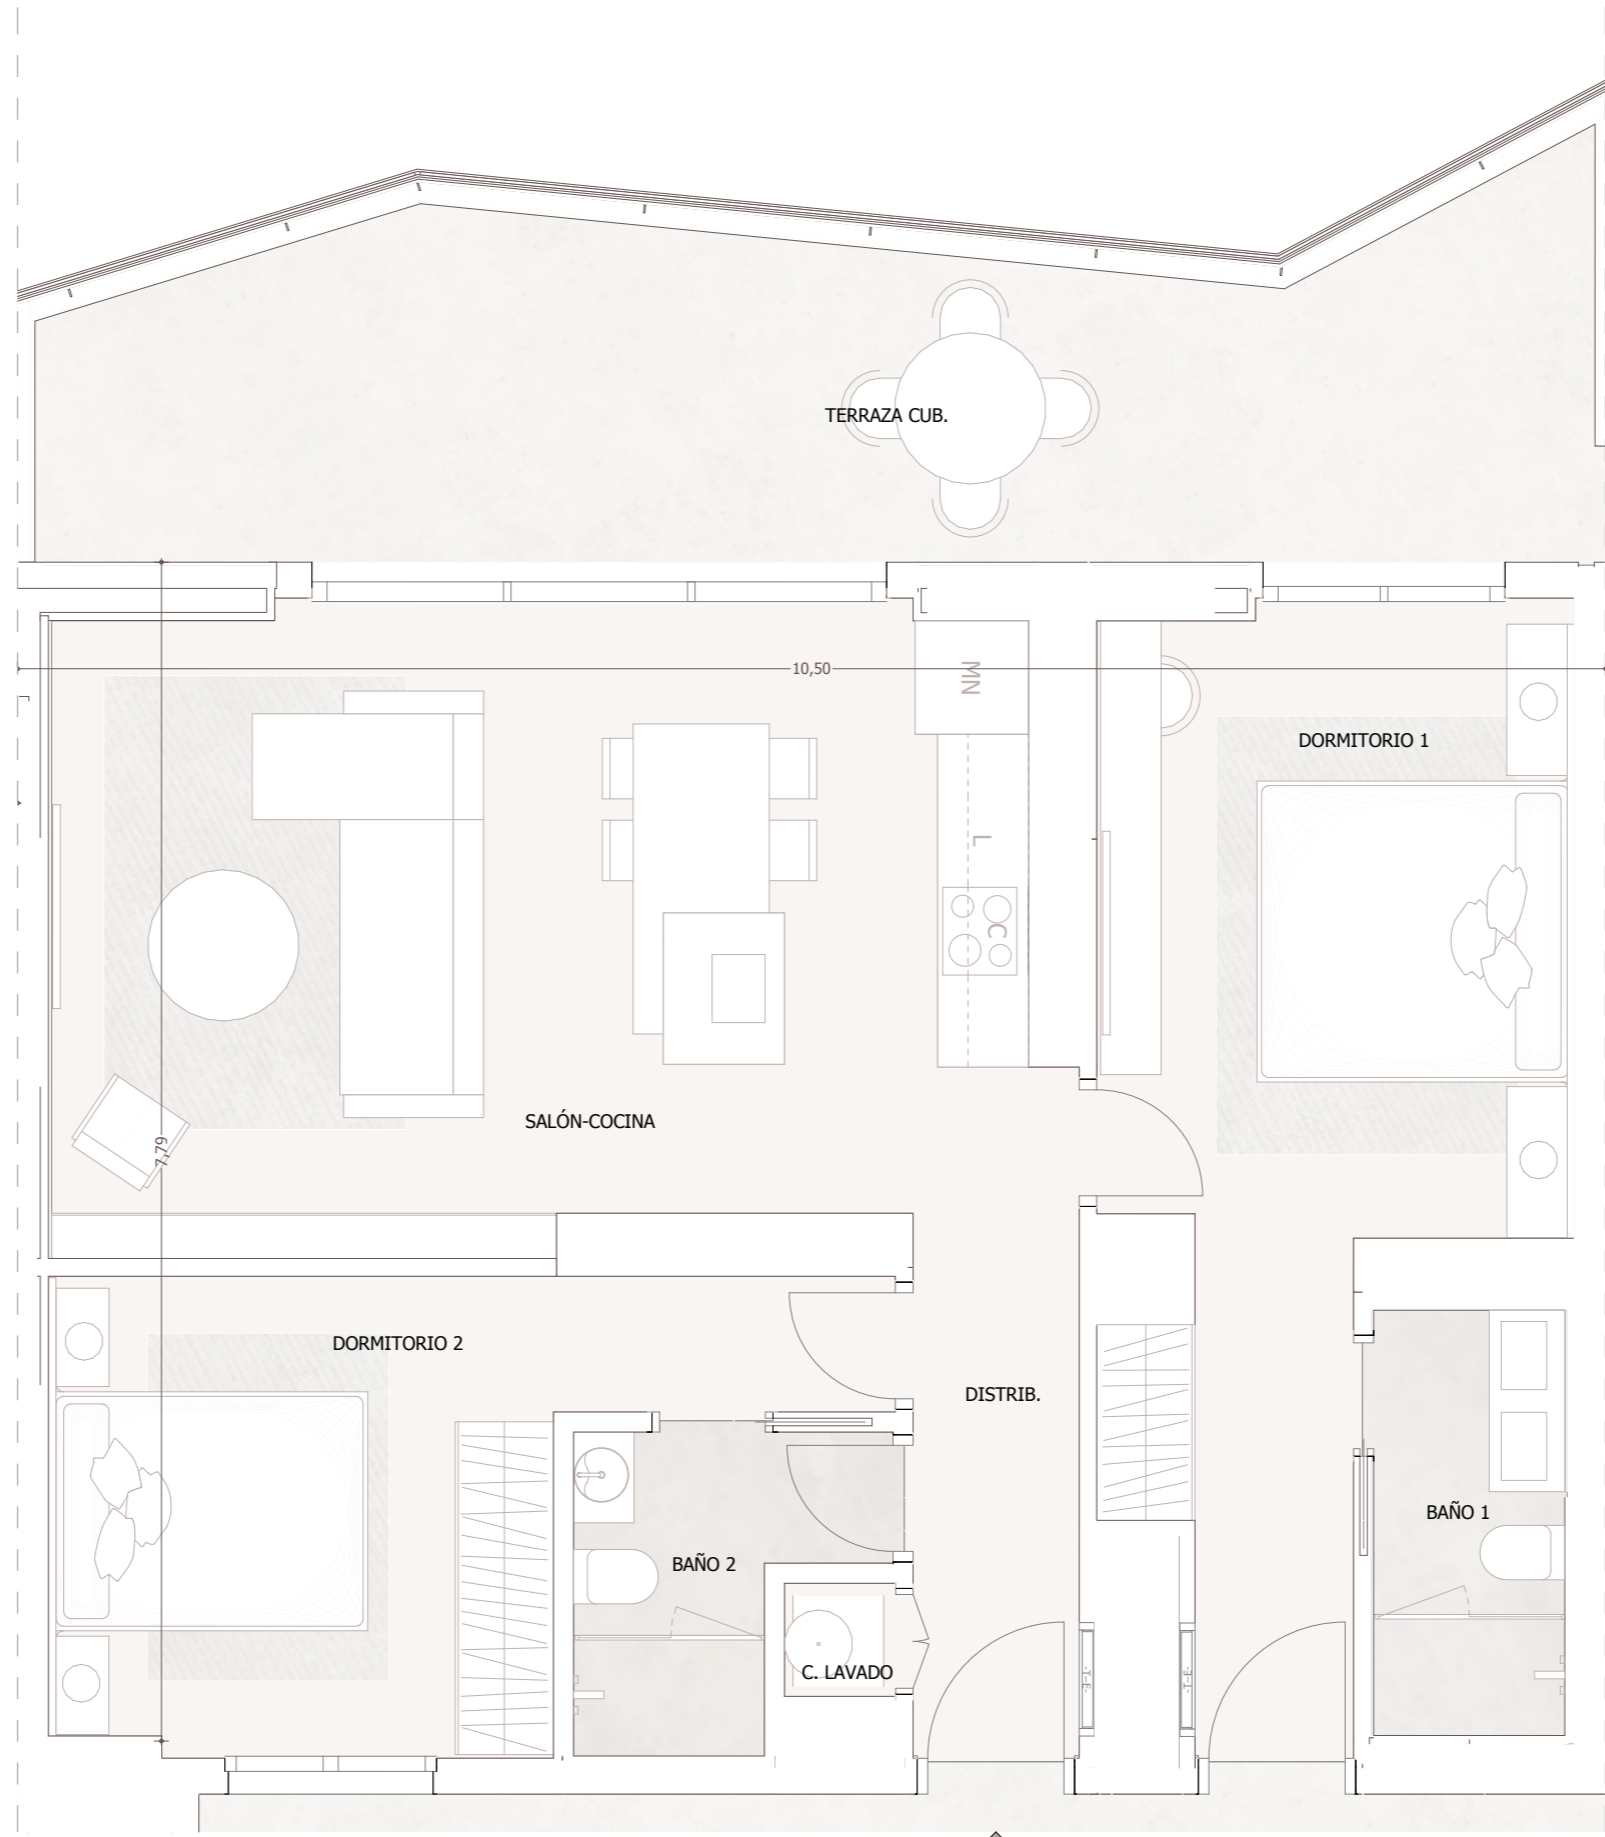 TERRAZA CUB.
10,50
MN
DORMITORIO 1
L
C
SALÓN-COCINA
7,79
DORMITORIO 2
DISTRIB.
BAÑO 1
BAÑO 2
C. LAVADO
-T-E-
-T-E-